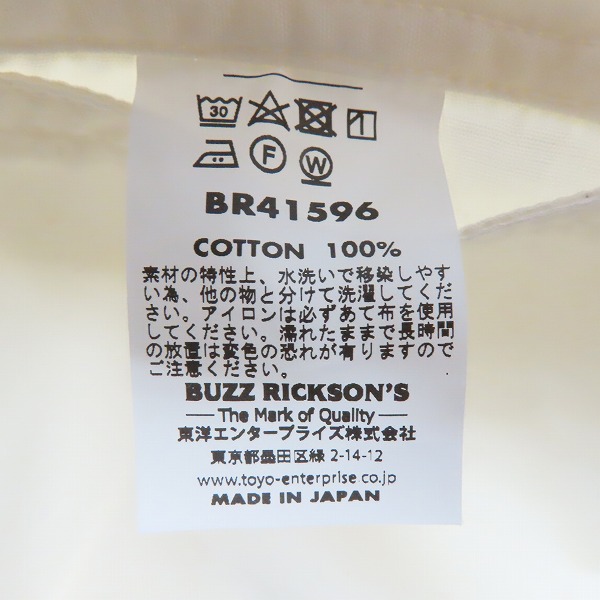 30
F W
BR41596
COTTON 100%
素材の特性上、水洗いで移染しやす
い為、他の物と分けて洗濯してくだ
さい。アイロンは必ずあて布を使用
してください。濡れたままで長時間
の放置は変色の恐れが有りますので
ご注意ください。
BUZZ RICKSON'S
The Mark of Quality
東洋エンタープライズ株式会社
東京都墨田区緑 2-14-12
www.toyo-enterprise.co.jp
MADE IN JAPAN